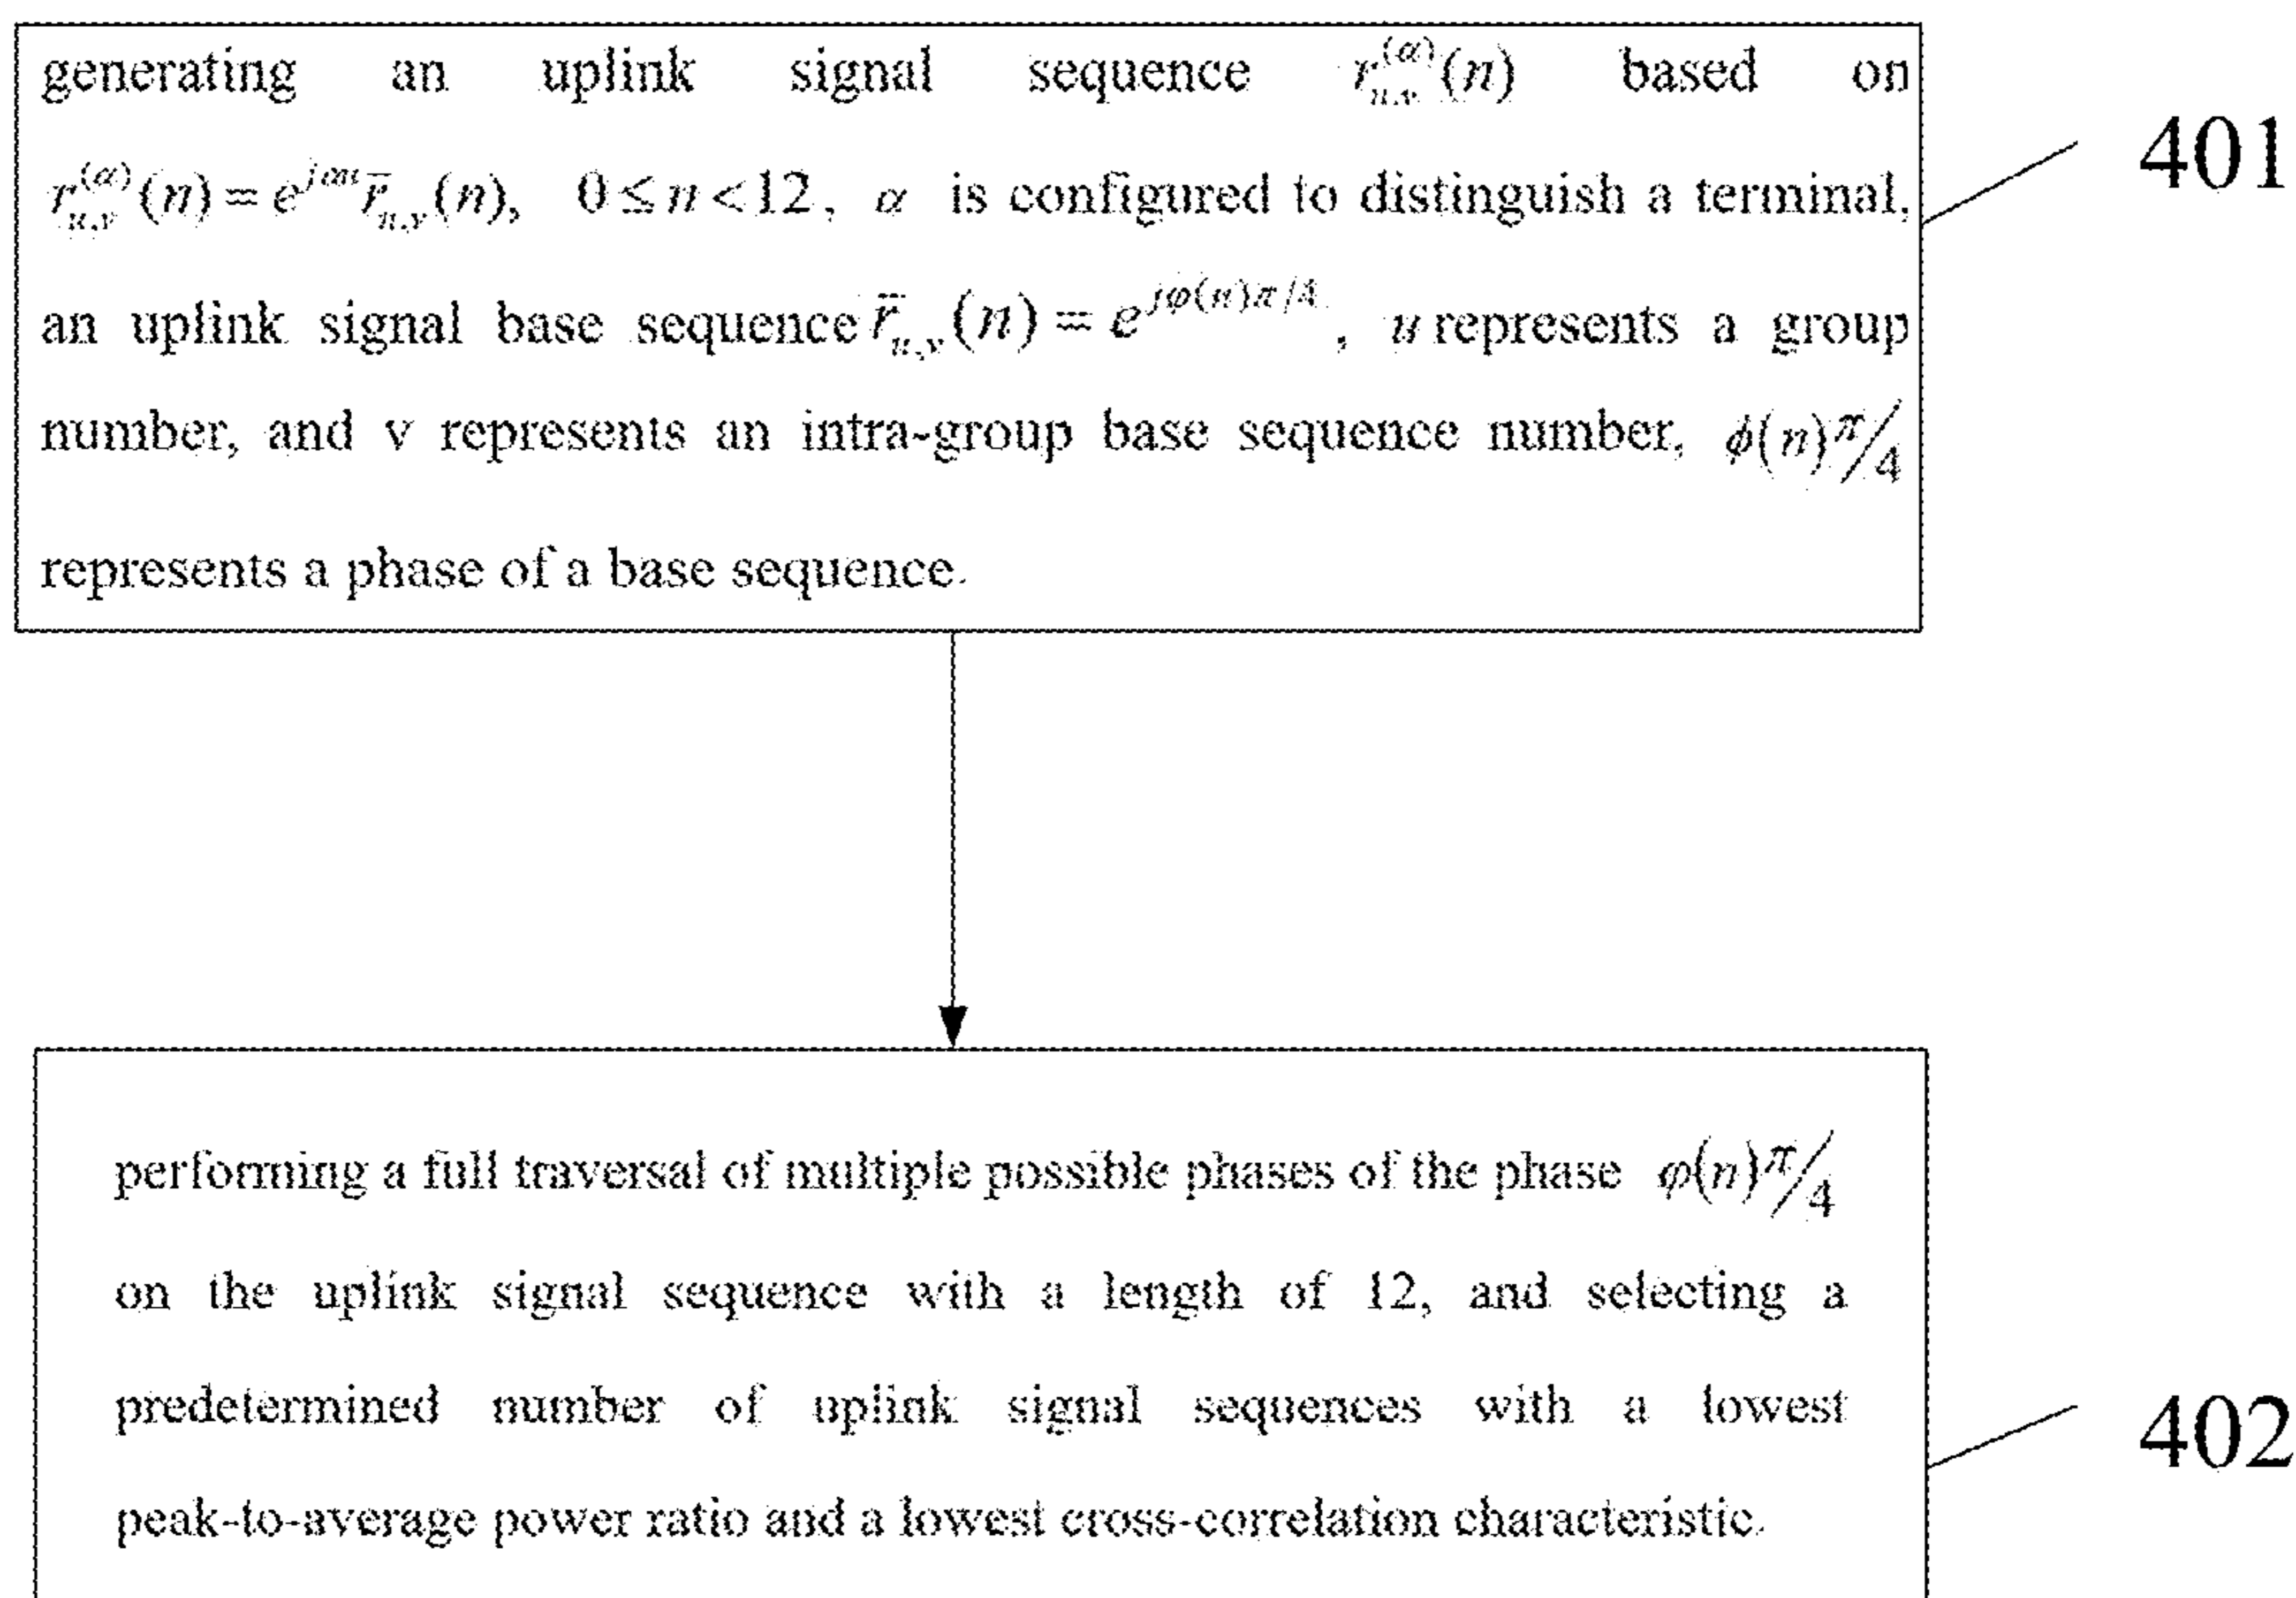 generating an uplink signal sequence r_{u,v}^{(α)}(n) based on
r_{u,v}^{(α)}(n) = e^{jαn} r̄_{u,v}(n), 0 ≤ n < 12, α is configured to distinguish a terminal,
401
an uplink signal base sequence r̄_{u,v}(n) = e^{jφ(n)π/4}, u represents a group
number, and v represents an intra-group base sequence number, ϕ(n)π/4
represents a phase of a base sequence.
performing a full traversal of multiple possible phases of the phase φ(n)π/4
on the uplink signal sequence with a length of 12, and selecting a
predetermined number of uplink signal sequences with a lowest
402
peak-to-average power ratio and a lowest cross-correlation characteristic.